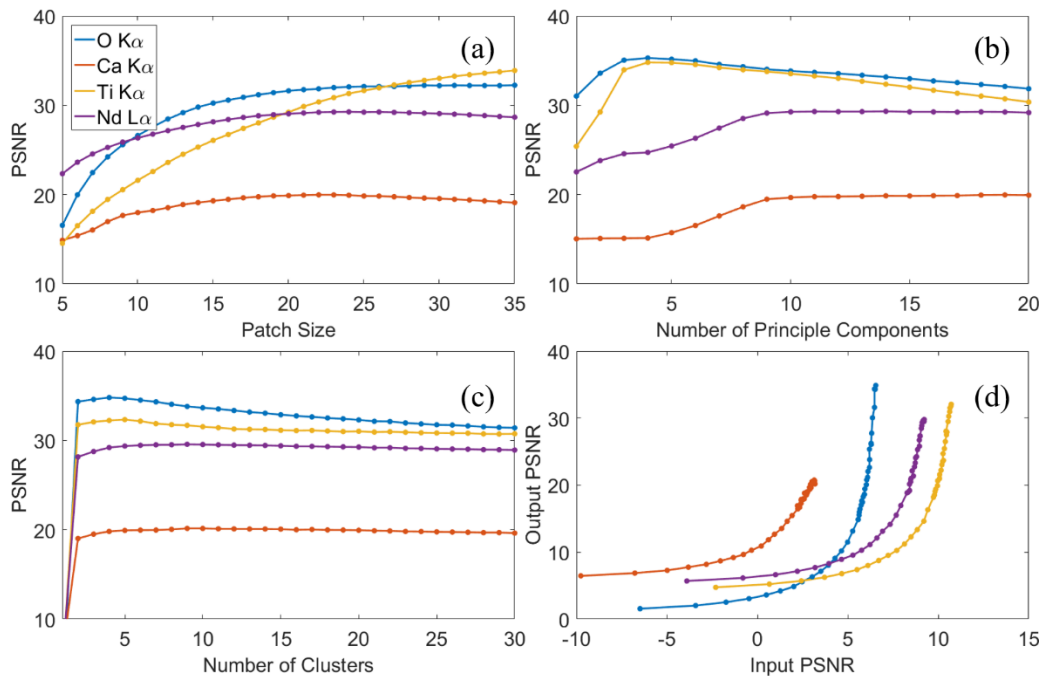 40
30
20
10
PSNR
5
10
15
20
25
30
35
Patch Size
O Kα
Ca Kα
Ti Kα
Nd Lα
(a)
40
30
20
10
PSNR
5
10
15
20
Number of Principle Components
(b)
40
30
20
10
PSNR
5
10
15
20
25
30
Number of Clusters
(c)
40
30
20
10
0
Output PSNR
-10
-5
0
5
10
15
Input PSNR
(d)